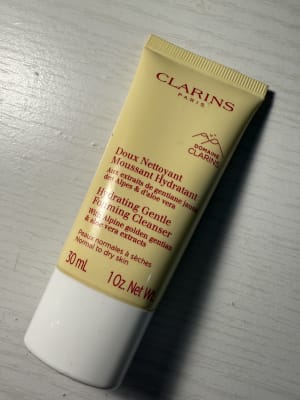 CLARINS
PARIS
DOMAINE
CLARINS
Doux Nettoyant
Moussant Hydratant
Aux extraits de gentiane jaune
des Alpes & d'aloe vera
Hydrating Gentle
Foaming Cleanser
With Alpine golden gentian
& aloe vera extracts
Peaux normales à sèches
Normal to dry skin
30 mL 1 Oz. Net Wt.